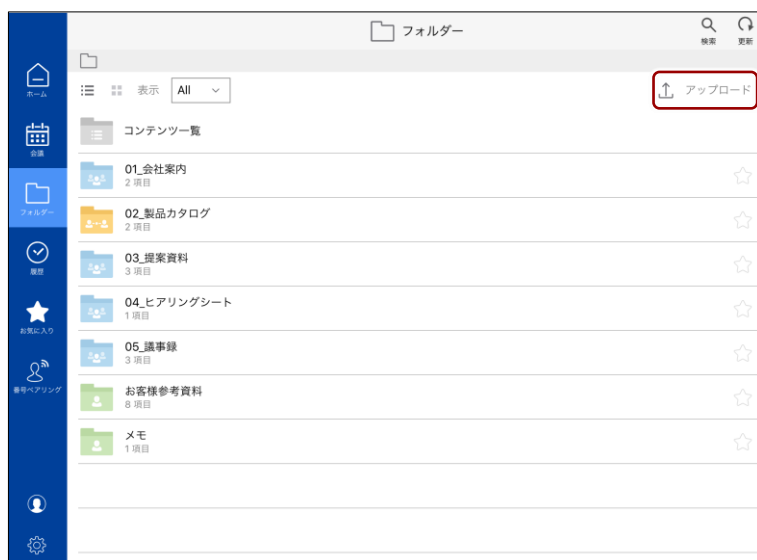 フォルダー
検索
更新
表示
All
アップロード
ホーム
会議
フォルダー
履歴
お気に入り
番号ペアリング
コンテンツ一覧
01_会社案内
2 項目
02_製品カタログ
2 項目
03_提案資料
3 項目
04_ヒアリングシート
1 項目
05_議事録
3 項目
お客様参考資料
8 項目
メモ
1 項目